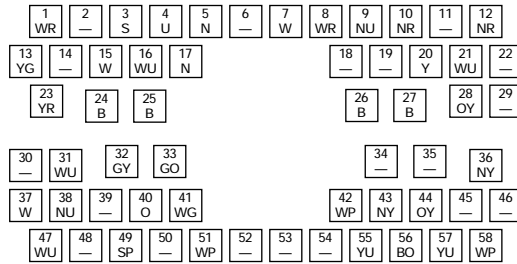 1 2 3 4 5 6 7 8 9 10 11 12
WR — S U N — W WR NU NR — NR
13 14 15 16 17 18 19 20 21 22
YG — W WU N — — Y WU —
23 24 25 26 27 28 29
YR B B B B OY —
30 31 32 33 34 35 36
— WU GY GO — — NY
37 38 39 40 41 42 43 44 45 46
W NU — O WG WP NY OY — —
47 48 49 50 51 52 53 54 55 56 57 58
WU — SP — WP — — — YU BO YU WP